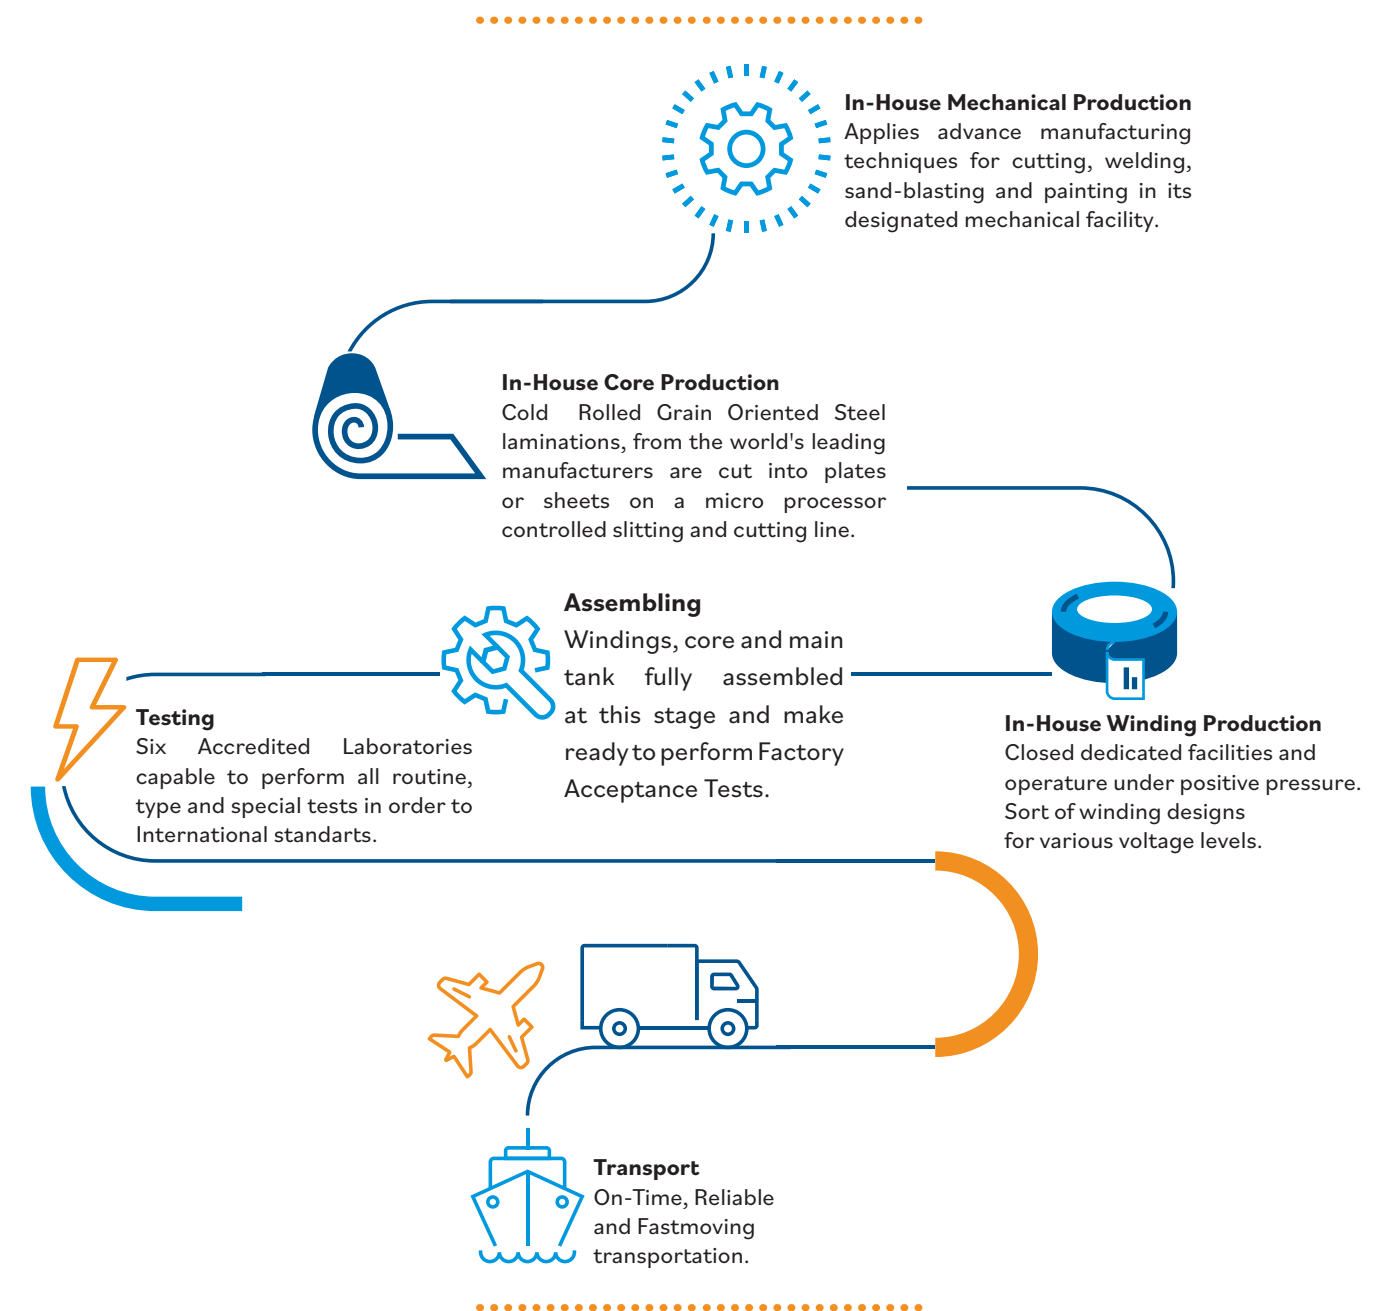 In-House Mechanical Production
Applies advance manufacturing
techniques for cutting, welding,
sand-blasting and painting in its
designated mechanical facility.
In-House Core Production
Cold Rolled Grain Oriented Steel
laminations, from the world's leading
manufacturers are cut into plates
or sheets on a micro processor
controlled slitting and cutting line.
In-House Winding Production
Closed dedicated facilities and
operature under positive pressure.
Sort of winding designs
for various voltage levels.
Assembling
Windings, core and main
tank fully assembled
at this stage and make
ready to perform Factory
Acceptance Tests.
Testing
Six Accredited Laboratories
capable to perform all routine,
type and special tests in order to
International standarts.
Transport
On-Time, Reliable
and Fastmoving
transportation.